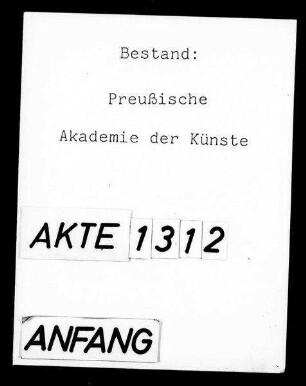 Bestand:
Preußische
Akademie der Künste
AKTE 1312
ANFANG